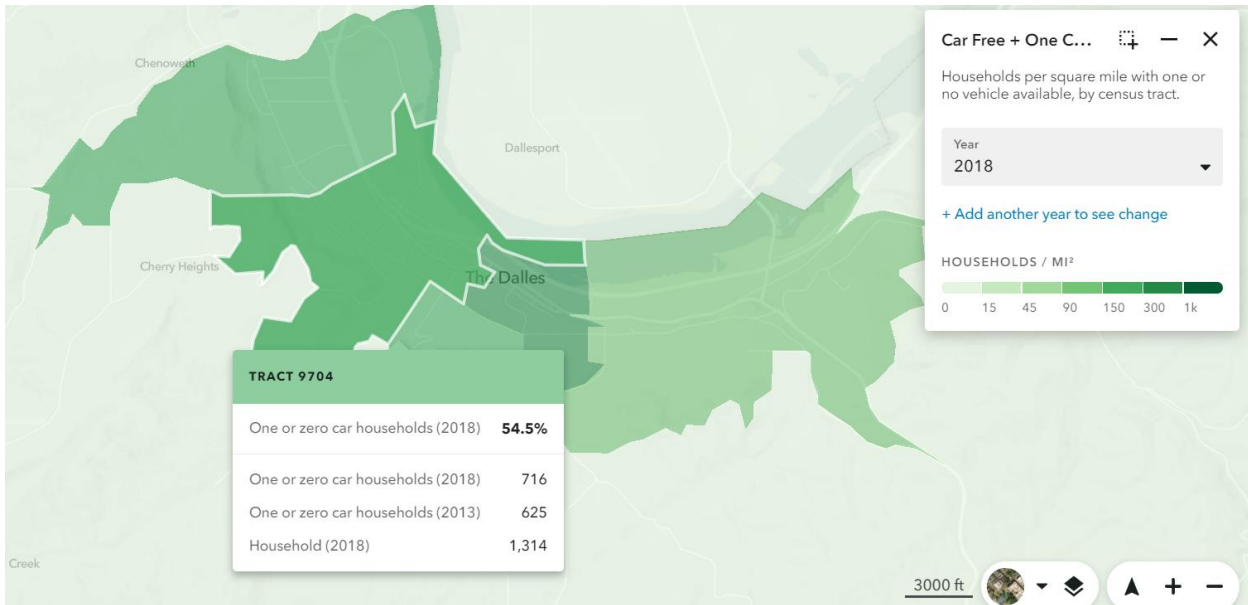 Chenoweth
Dallesport
Cherry Heights
The Dalles
Creek
TRACT 9704
One or zero car households (2018) 54.5%
One or zero car households (2018) 716
One or zero car households (2013) 625
Household (2018) 1,314
Car Free + One C...
Households per square mile with one or
no vehicle available, by census tract.
Year
2018
+ Add another year to see change
HOUSEHOLDS / MI²
0 15 45 90 150 300 1k
3000 ft